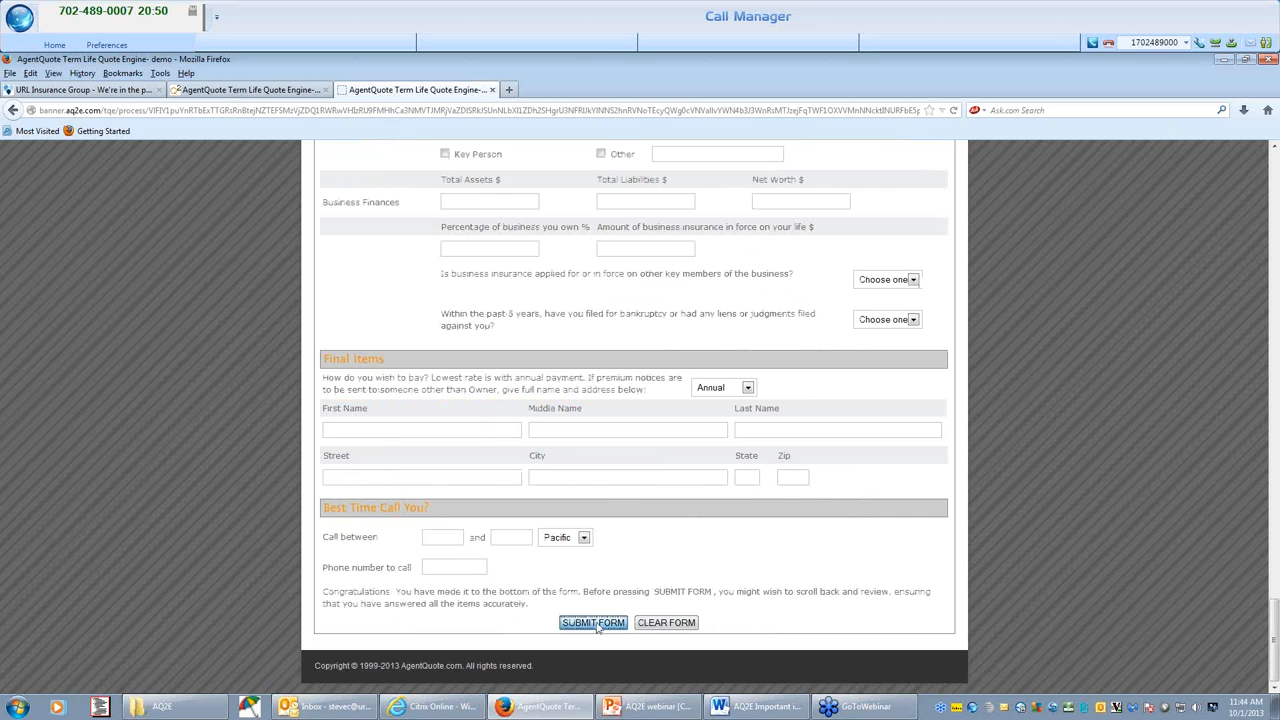 702-489-0007 20:50
Call Manager
Home Preferences
1702489000
AgentQuote Term Life Quote Engine- demo - Mozilla Firefox
File Edit View History Bookmarks Tools Help
URL Insurance Group - We're in the p... AgentQuote Term Life Quote Engine-... AgentQuote Term Life Quote Engine-...
Ask.com Search
Most Visited Getting Started
Key Person Other
Total Assets $ Total Liabilities $ Net Worth $
Business Finances
Percentage of business you own % Amount of business insurance in force on your life $
Is business insurance applied for or in force on other key members of the business? Choose one
Within the past 5 years, have you filed for bankruptcy or had any liens or judgments filed Choose one
against you?
Final Items
How do you wish to pay? Lowest rate is with annual payment. If premium notices are Annual
to be sent to someone other than Owner, give full name and address below:
First Name Middle Name Last Name
Street City State Zip
Best Time Call You?
Call between and Pacific
Phone number to call
Congratulations. You have made it to the bottom of the form. Before pressing SUBMIT FORM , you might wish to scroll back and review, ensuring
that you have answered all the items accurately.
SUBMIT FORM CLEAR FORM
Copyright © 1999-2013 AgentQuote.com. All rights reserved.
AQ2E Inbox - stevec@ur... Citrix Online - Wi... AgentQuote Ter... AQ2E webinar [C... AQ2E Important i... GoToWebinar
11:44 AM
10/1/2013